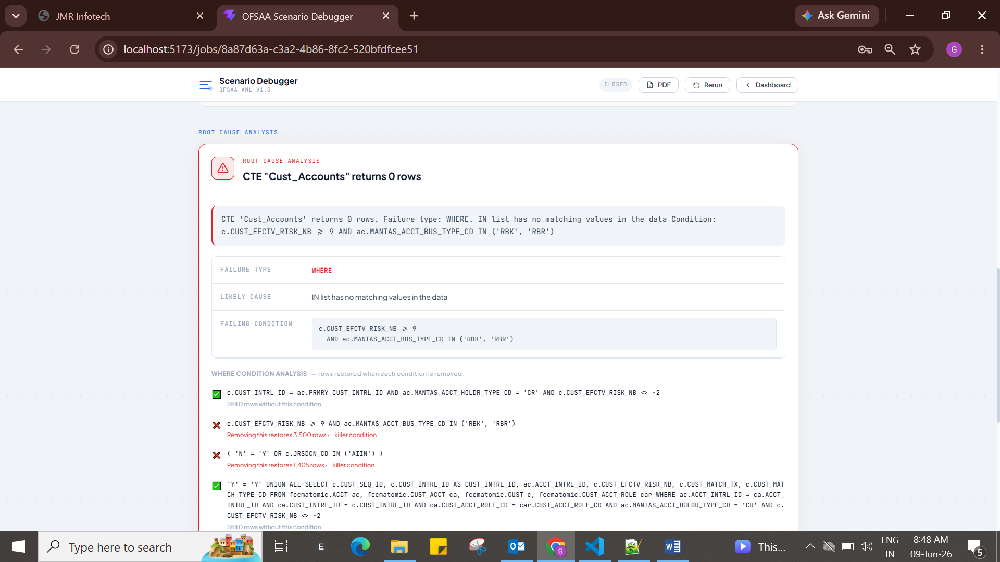 JMR Infotech
OFSAA Scenario Debugger
Ask Gemini
localhost:5173/jobs/8a87d63a-c3a2-4b86-8fc2-520bfdfcee51
G
Scenario Debugger
OFSAA AML V1.0
CLOSED
PDF
Rerun
Dashboard
ROOT CAUSE ANALYSIS
ROOT CAUSE ANALYSIS
CTE "Cust_Accounts" returns 0 rows
CTE 'Cust_Accounts' returns 0 rows. Failure type: WHERE. IN list has no matching values in the data Condition:
c.CUST_EFCTV_RISK_NB >= 9 AND ac.MANTAS_ACCT_BUS_TYPE_CD IN ('RBK', 'RBR')
FAILURE TYPE WHERE
LIKELY CAUSE IN list has no matching values in the data
FAILING CONDITION c.CUST_EFCTV_RISK_NB >= 9
AND ac.MANTAS_ACCT_BUS_TYPE_CD IN ('RBK', 'RBR')
WHERE CONDITION ANALYSIS — rows restored when each condition is removed
c.CUST_INTRL_ID = ac.PRMRY_CUST_INTRL_ID AND ac.MANTAS_ACCT_HOLDR_TYPE_CD = 'CR' AND c.CUST_EFCTV_RISK_NB <> -2
Still 0 rows without this condition
c.CUST_EFCTV_RISK_NB >= 9 AND ac.MANTAS_ACCT_BUS_TYPE_CD IN ('RBK', 'RBR')
Removing this restores 3,500 rows ← killer condition
( 'N' = 'Y' OR c.JRSDCN_CD IN ('AIIN') )
Removing this restores 1,405 rows ← killer condition
'Y' = 'Y' UNION ALL SELECT c.CUST_SEQ_ID, c.CUST_INTRL_ID AS CUST_INTRL_ID, ac.ACCT_INTRL_ID, c.CUST_EFCTV_RISK_NB, c.CUST_MATCH_TX, c.CUST_MAT
CH_TYPE_CD FROM fccmatomic.ACCT ac, fccmatomic.CUST_ACCT ca, fccmatomic.CUST c, fccmatomic.CUST_ACCT_ROLE car WHERE ac.ACCT_INTRL_ID = ca.ACCT_
INTRL_ID AND ca.CUST_INTRL_ID = c.CUST_INTRL_ID AND ca.CUST_ACCT_ROLE_CD = car.CUST_ACCT_ROLE_CD AND ac.MANTAS_ACCT_HOLDR_TYPE_CD = 'CR' AND c.
CUST_EFCTV_RISK_NB <> -2
Still 0 rows without this condition
Type here to search
E
This...
ENG
IN
8:48 AM
09-Jun-26
5